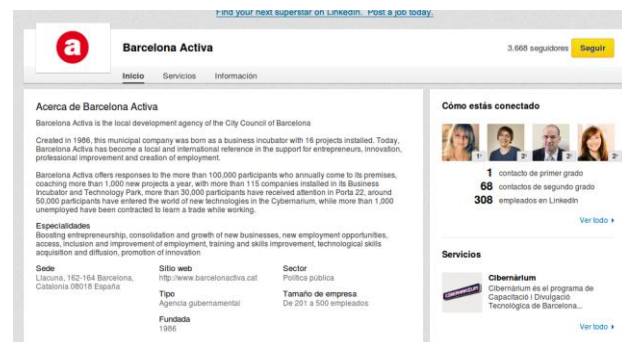 Find your next superstar on LinkedIn. Post a job today.
a
Barcelona Activa
3.668 seguidores
Seguir
Inicio Servicios Información
Acerca de Barcelona Activa
Barcelona Activa is the local development agency of the City Council of Barcelona
Created in 1986, this municipal company was born as a business incubator with 16 projects installed. Today,
Barcelona Activa has become a local and international reference in the support for entrepreneurs, innovation,
professional improvement and creation of employment.
Barcelona Activa offers responses to the more than 100,000 participants who annually come to its premises,
coaching more than 1,000 new projects a year, with more than 115 companies installed in its Business
Incubator and Technology Park, more than 30,000 participants have received attention in Porta 22, around
50,000 participants have entered the world of new technologies in the Cybernarium, while more than 1,000
unemployed have been contracted to learn a trade while working.
Especialidades
Boosting entrepreneurship, consolidation and growth of new businesses, new employment opportunities,
access, inclusion and improvement of employment, training and skills improvement, technological skills
acquisition and diffusion, promotion of innovation
Sede
Llacuna, 162-164 Barcelona,
Catalonia 08018 España
Sitio web
http://www.barcelonactiva.cat
Sector
Política pública
Tipo
Agencia gubernamental
Tamaño de empresa
De 201 a 500 empleados
Fundada
1986
Cómo estás conectado
1° 2° 2° 2°
1 contacto de primer grado
68 contactos de segundo grado
308 empleados en LinkedIn
Ver todo
Servicios
CIBERNÀRIUM
Cibernàrium
Cibernàrium és el programa de
Capacitació i Divulgació
Tecnològica de Barcelona...
Ver todo